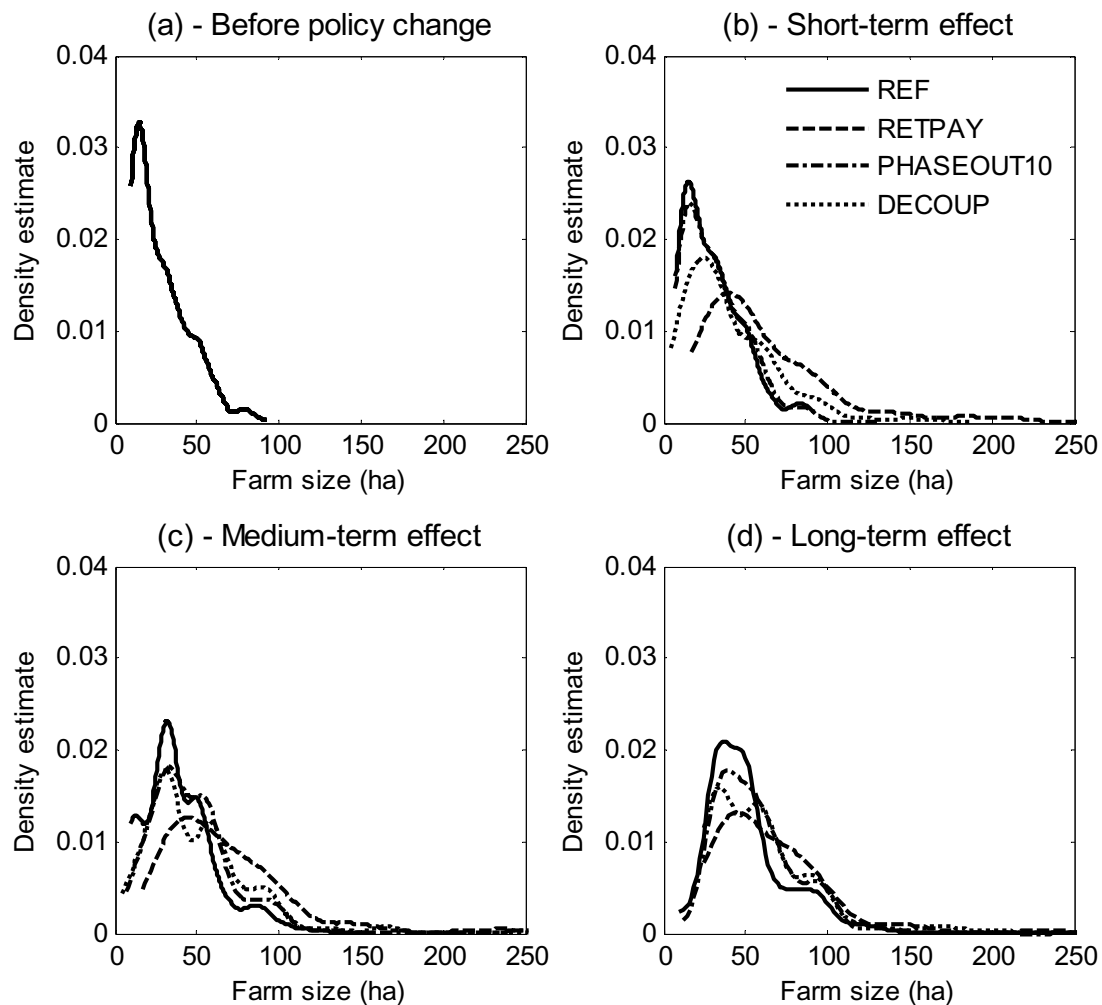 (a) - Before policy change
0.04
0.03
0.02
0.01
0
Density estimate
0 50 100 150 200 250
Farm size (ha)
(b) - Short-term effect
0.04
0.03
0.02
0.01
0
Density estimate
REF
RETPAY
PHASEOUT10
DECOUP
0 50 100 150 200 250
Farm size (ha)
(c) - Medium-term effect
0.04
0.03
0.02
0.01
0
Density estimate
0 50 100 150 200 250
Farm size (ha)
(d) - Long-term effect
0.04
0.03
0.02
0.01
0
Density estimate
0 50 100 150 200 250
Farm size (ha)